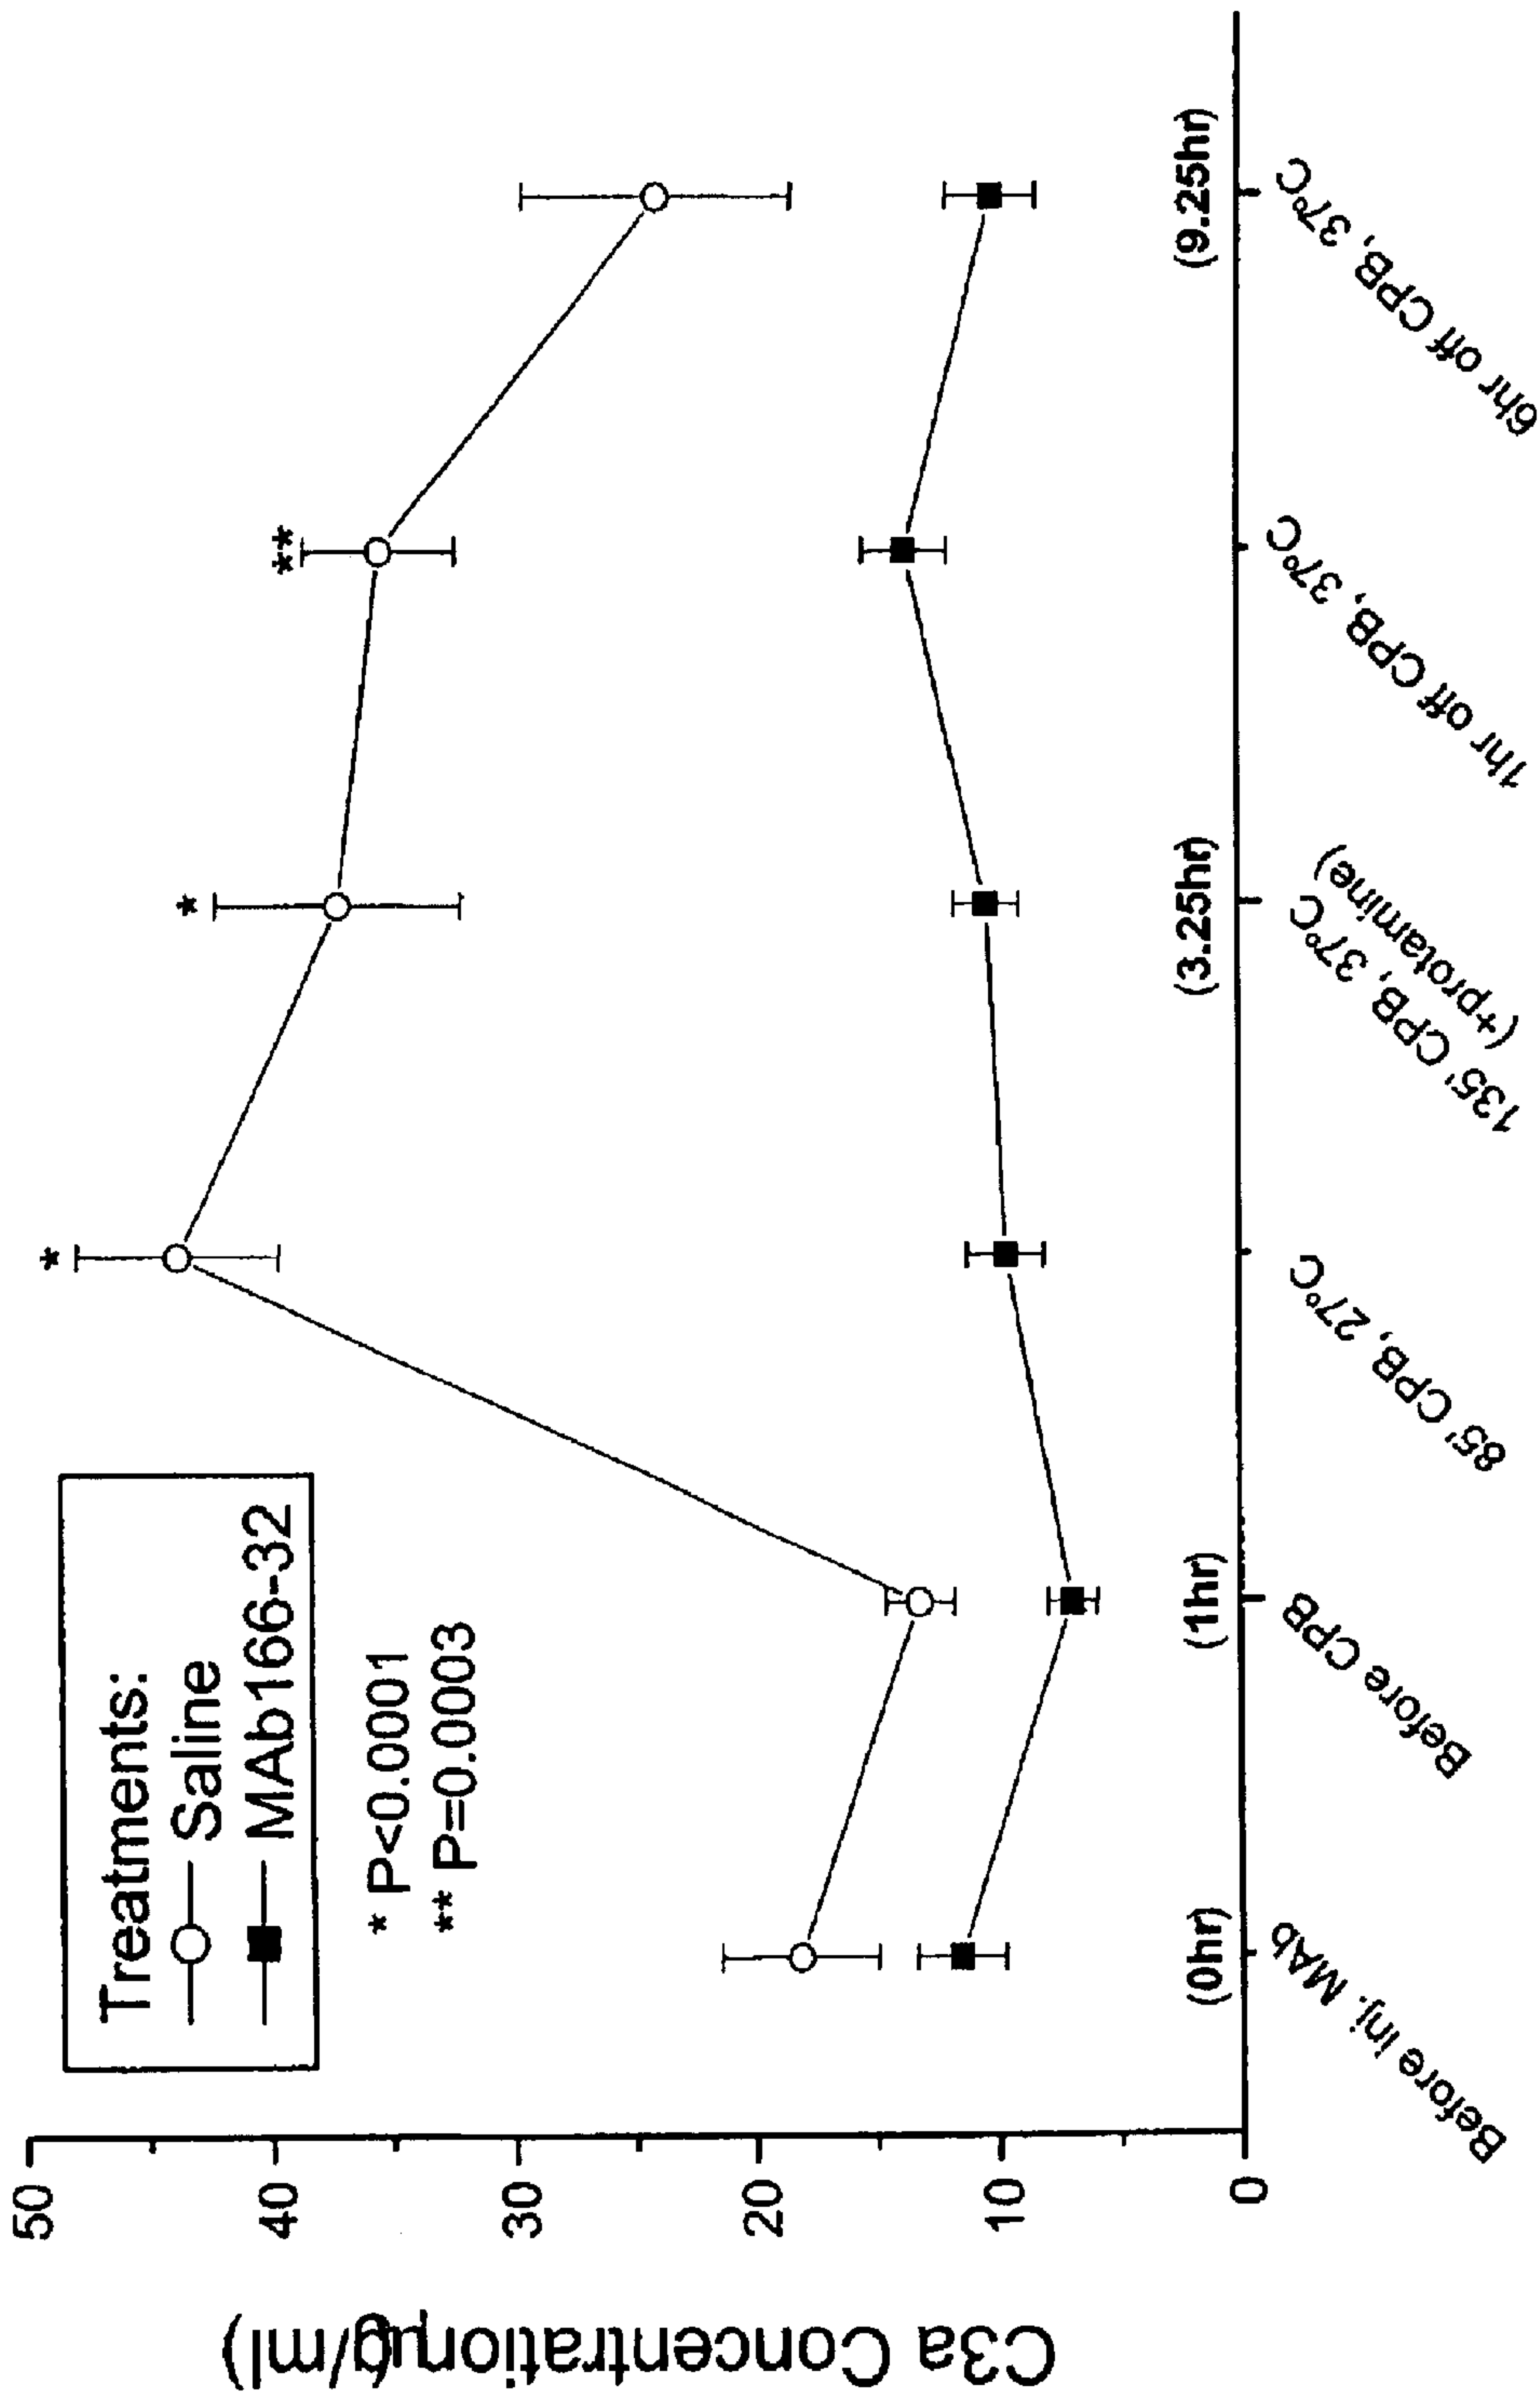 Treatments:
Saline
MAb166-32
* P<0.0001
** P=0.0003
*
*
**
50
40
30
20
10
0
C3a Concentration(µg/ml)
(0hr)
(1hr)
(3.25hr)
(9.25hr)
Before Inj. MAb
Before CPB
85' CPB, 27°C
135' CPB, 37°C
(+protamine)
1hr off CPB, 37°C
6hr off CPB, 37°C